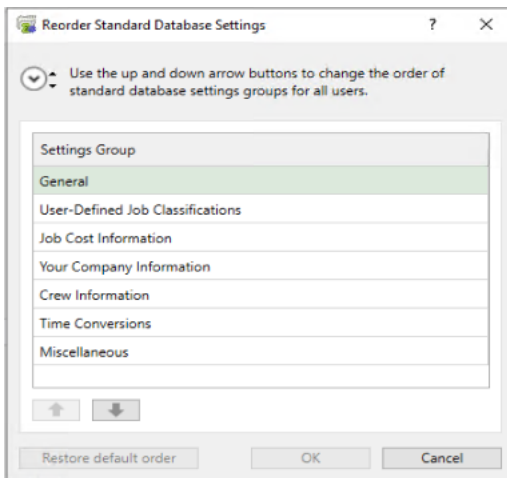 Reorder Standard Database Settings
Use the up and down arrow buttons to change the order of
standard database settings groups for all users.
Settings Group
General
User-Defined Job Classifications
Job Cost Information
Your Company Information
Crew Information
Time Conversions
Miscellaneous
Restore default order OK Cancel